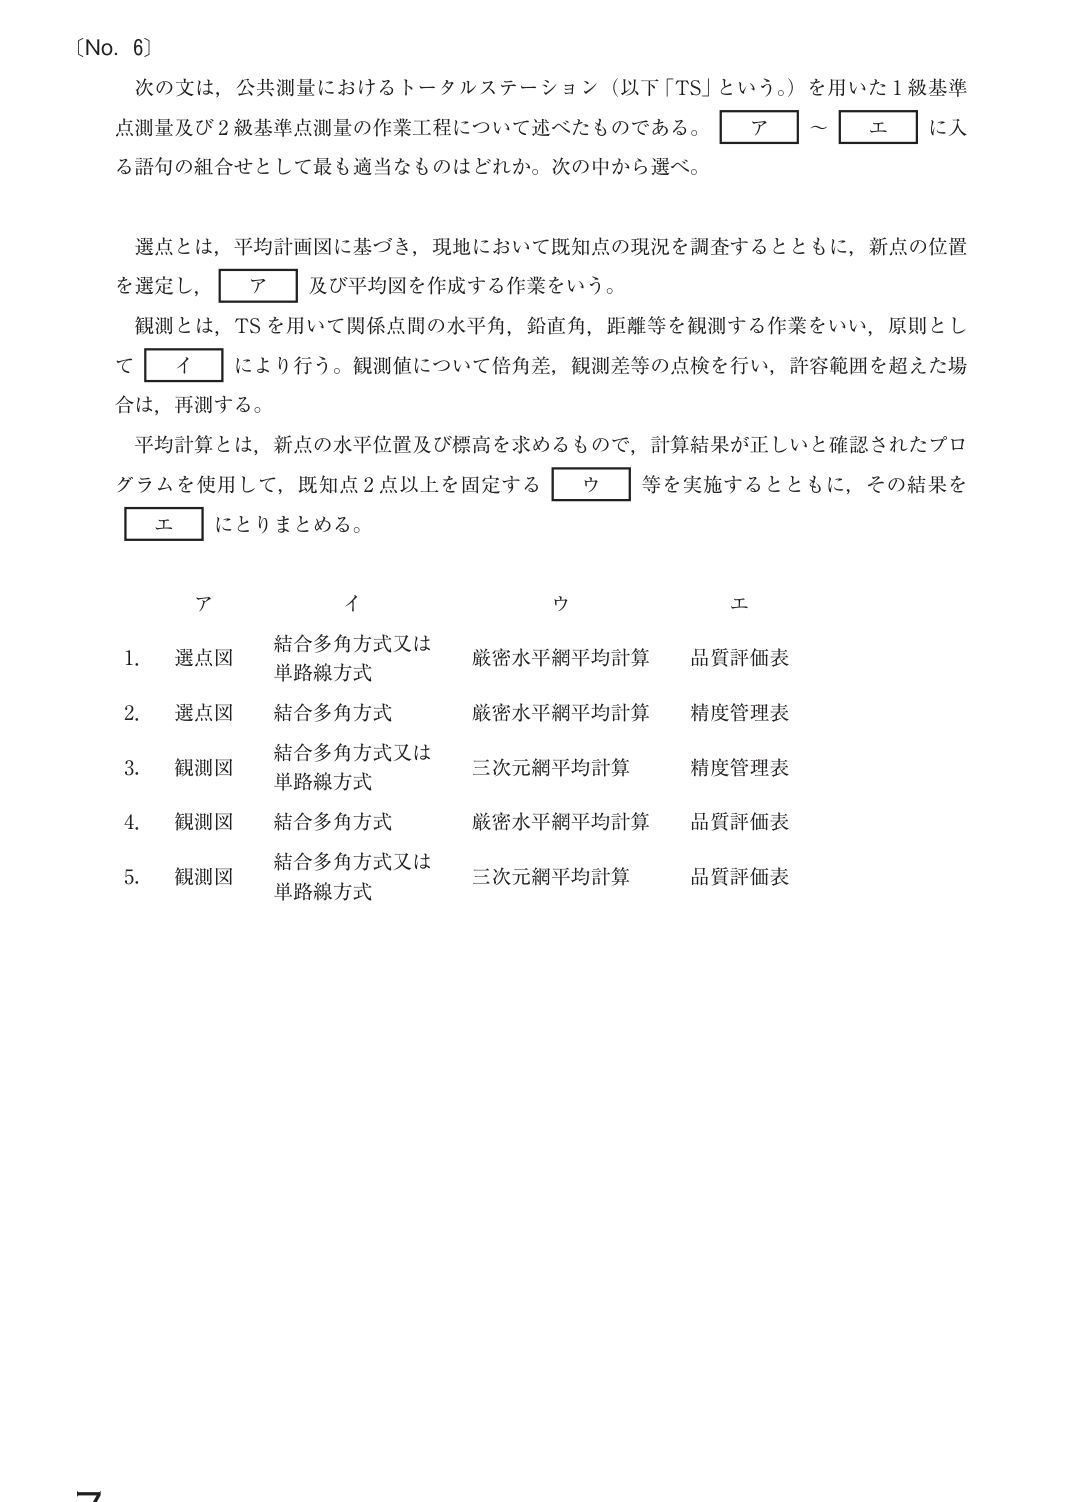 〔No. 6〕
次の文は，公共測量におけるトータルステーション（以下「TS」という。）を用いた１級基準
点測量及び２級基準点測量の作業工程について述べたものである。 ア ～ エ に入
る語句の組合せとして最も適当なものはどれか。次の中から選べ。
選点とは，平均計画図に基づき，現地において既知点の現況を調査するとともに，新点の位置
を選定し， ア 及び平均図を作成する作業をいう。
観測とは，TSを用いて関係点間の水平角，鉛直角，距離等を観測する作業をいい，原則とし
て イ により行う。観測値について倍角差，観測差等の点検を行い，許容範囲を超えた場
合は，再測する。
平均計算とは，新点の水平位置及び標高を求めるもので，計算結果が正しいと確認されたプロ
グラムを使用して，既知点２点以上を固定する ウ 等を実施するとともに，その結果を
エ にとりまとめる。
ア イ ウ エ
1. 選点図 結合多角方式又は 単路線方式 厳密水平網平均計算 品質評価表
2. 選点図 結合多角方式 厳密水平網平均計算 精度管理表
3. 観測図 結合多角方式又は 単路線方式 三次元網平均計算 精度管理表
4. 観測図 結合多角方式 厳密水平網平均計算 品質評価表
5. 観測図 結合多角方式又は 単路線方式 三次元網平均計算 品質評価表